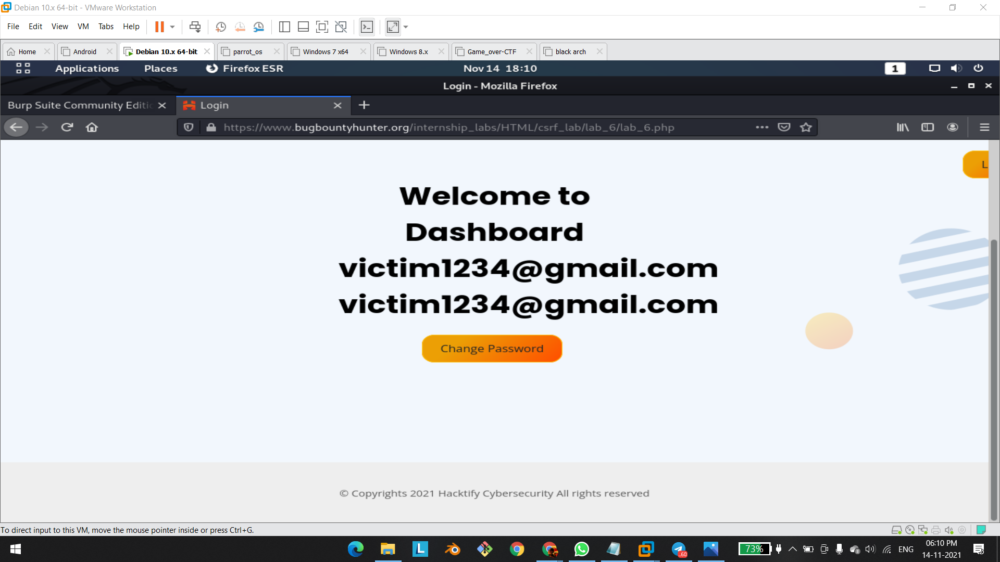 Debian 10.x 64-bit - VMware Workstation
File Edit View VM Tabs Help
Home Android Debian 10.x 64-bit parrot_os Windows 7 x64 Windows 8.x Game_over-CTF black arch
Applications Places Firefox ESR Nov 14 18:10 1
Login - Mozilla Firefox
Burp Suite Community Editi Login
https://www.bugbountyhunter.org/internship_labs/HTML/csrf_lab/lab_6/lab_6.php
L
Welcome to
Dashboard
victim1234@gmail.com
victim1234@gmail.com
Change Password
© Copyrights 2021 Hacktify Cybersecurity All rights reserved
To direct input to this VM, move the mouse pointer inside or press Ctrl+G.
L .60 73% ENG 06:10 PM
14-11-2021